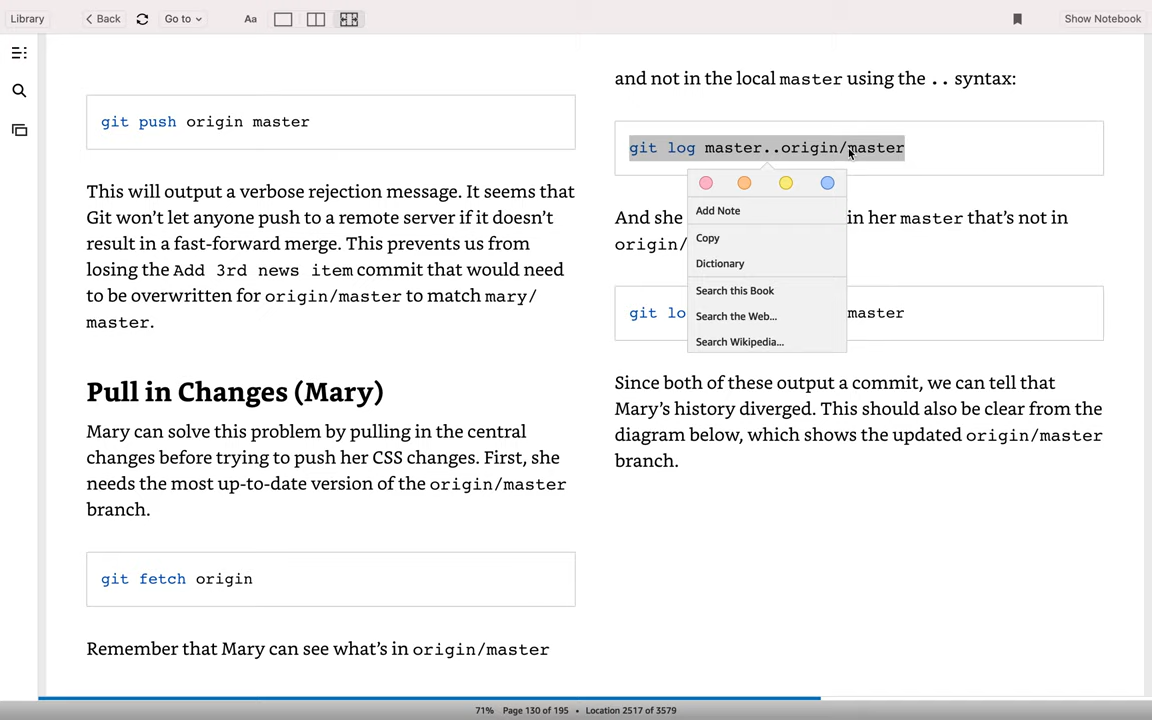 Library
Back
Go to
Aa
Show Notebook
git push origin master
This will output a verbose rejection message. It seems that
Git won’t let anyone push to a remote server if it doesn’t
result in a fast-forward merge. This prevents us from
losing the Add 3rd news item commit that would need
to be overwritten for origin/master to match mary/
master.
Pull in Changes (Mary)
Mary can solve this problem by pulling in the central
changes before trying to push her CSS changes. First, she
needs the most up-to-date version of the origin/master
branch.
git fetch origin
Remember that Mary can see what’s in origin/master
and not in the local master using the .. syntax:
git log master..origin/master
And she in her master that’s not in
origin/
git lo master
Add Note
Copy
Dictionary
Search this Book
Search the Web...
Search Wikipedia...
Since both of these output a commit, we can tell that
Mary’s history diverged. This should also be clear from the
diagram below, which shows the updated origin/master
branch.
71% Page 130 of 195 • Location 2517 of 3579